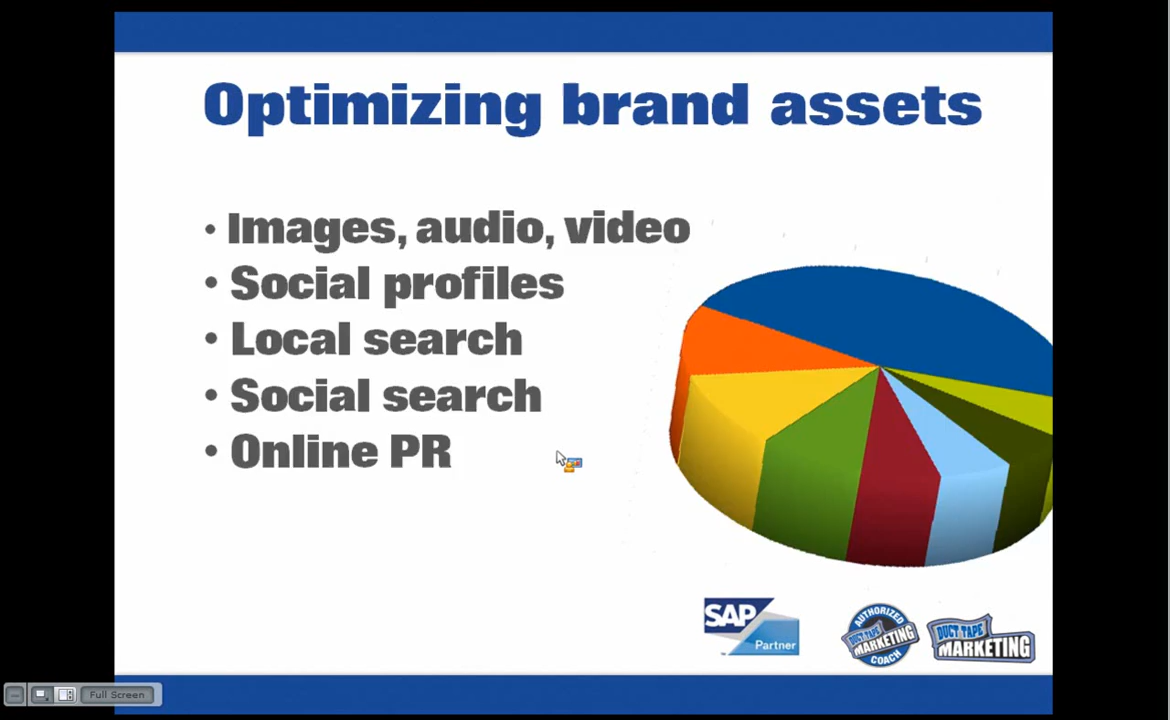 Optimizing brand assets
• Images, audio, video
• Social profiles
• Local search
• Social search
• Online PR
SAP
Partner
AUTHORIZED
DUCT TAPE
MARKETING
COACH
DUCT TAPE
MARKETING
Full Screen